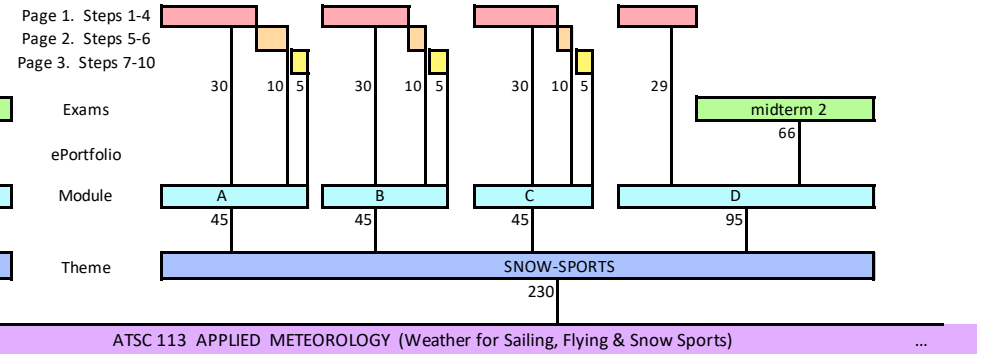 Page 1. Steps 1-4
Page 2. Steps 5-6
Page 3. Steps 7-10
30 10 5 30 10 5 30 10 5 29
Exams midterm 2
66
ePortfolio
Module A B C D
45 45 45 95
Theme SNOW-SPORTS
230
ATSC 113 APPLIED METEOROLOGY (Weather for Sailing, Flying & Snow Sports) ...